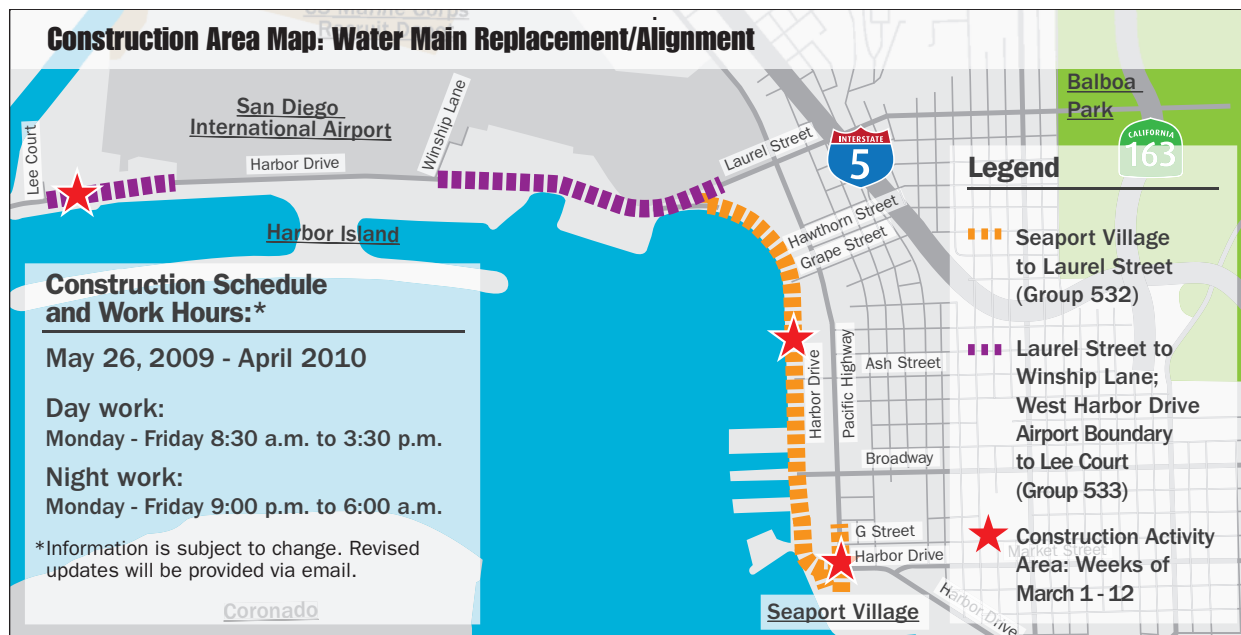 US Marine Corps
Recruit Depot
Construction Area Map: Water Main Replacement/Alignment
San Diego
International Airport
Winship Lane
Lee Court
Harbor Drive
Laurel Street
INTERSTATE
5
Balboa
Park
CALIFORNIA
163
Harbor Island
Hawthorn Street
Grape Street
Harbor Drive
Pacific Highway
Ash Street
Broadway
G Street
Harbor Drive
Market Street
Harbor Drive
Seaport Village
Coronado
Construction Schedule
and Work Hours:*
May 26, 2009 - April 2010
Day work:
Monday - Friday 8:30 a.m. to 3:30 p.m.
Night work:
Monday - Friday 9:00 p.m. to 6:00 a.m.
*Information is subject to change. Revised
updates will be provided via email.
Legend
Seaport Village
to Laurel Street
(Group 532)
Laurel Street to
Winship Lane;
West Harbor Drive
Airport Boundary
to Lee Court
(Group 533)
Construction Activity
Area: Weeks of
March 1 - 12